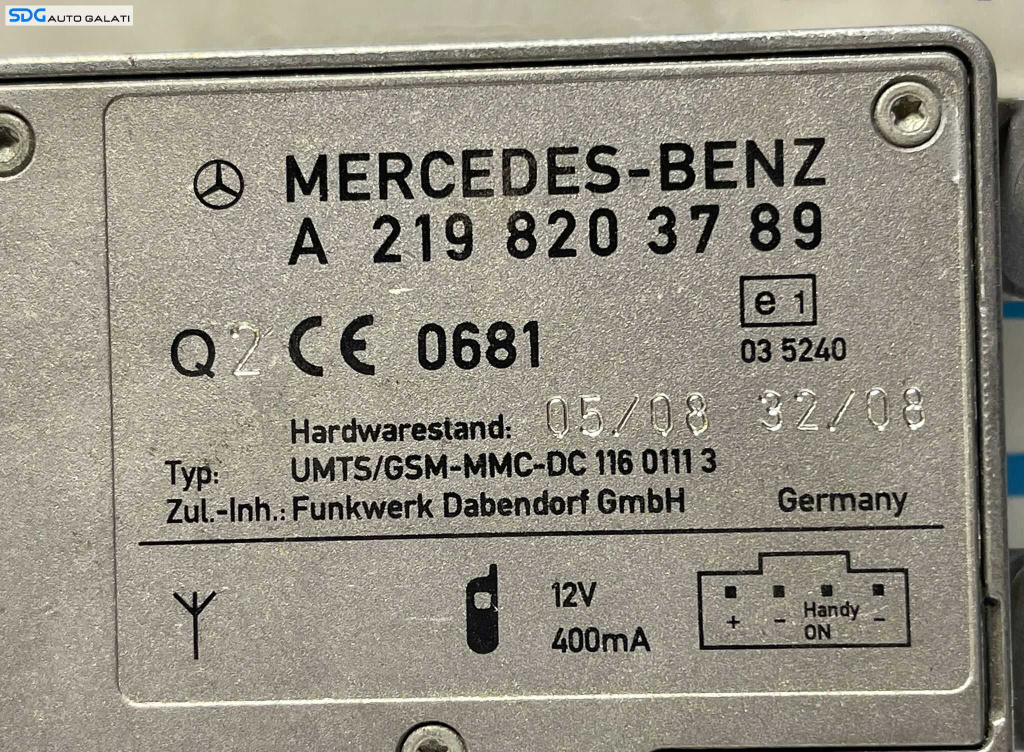 SDG AUTO GALATI
MERCEDES-BENZ
A 219 820 37 89
e 1
Q2 CE 0681
03 5240
Hardwarestand: 05/08 32/08
Typ: UMTS/GSM-MMC-DC 116 0111 3
Zul.-Inh.: Funkwerk Dabendorf GmbH Germany
12V
400mA
+ - Handy -
ON